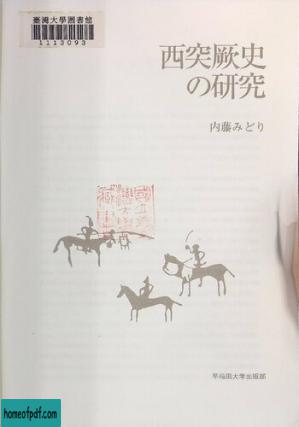 臺灣大學圖書館
1113093
西突厥史
の研究
内藤みどり
早稲田大学出版部
homeofpdf.com